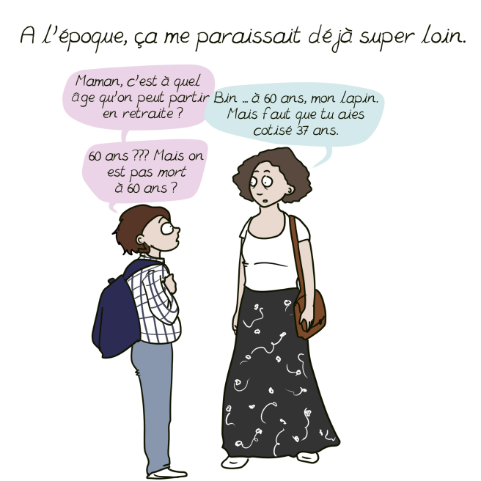 A l'époque, ça me paraissait déjà super loin.
Maman, c'est à quel
âge qu'on peut partir
en retraite ?
Bin ... à 60 ans, mon lapin.
Mais faut que tu aies
cotisé 37 ans.
60 ans ??? Mais on
est pas mort
à 60 ans ?